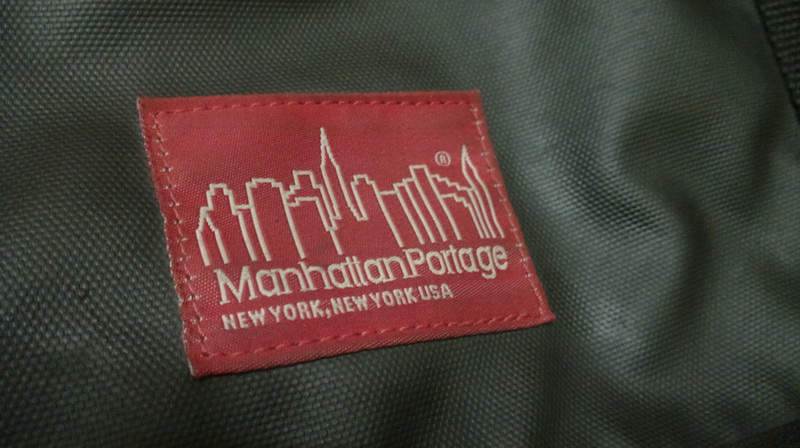 ®
ManhattanPortage
NEW YORK, NEW YORK USA